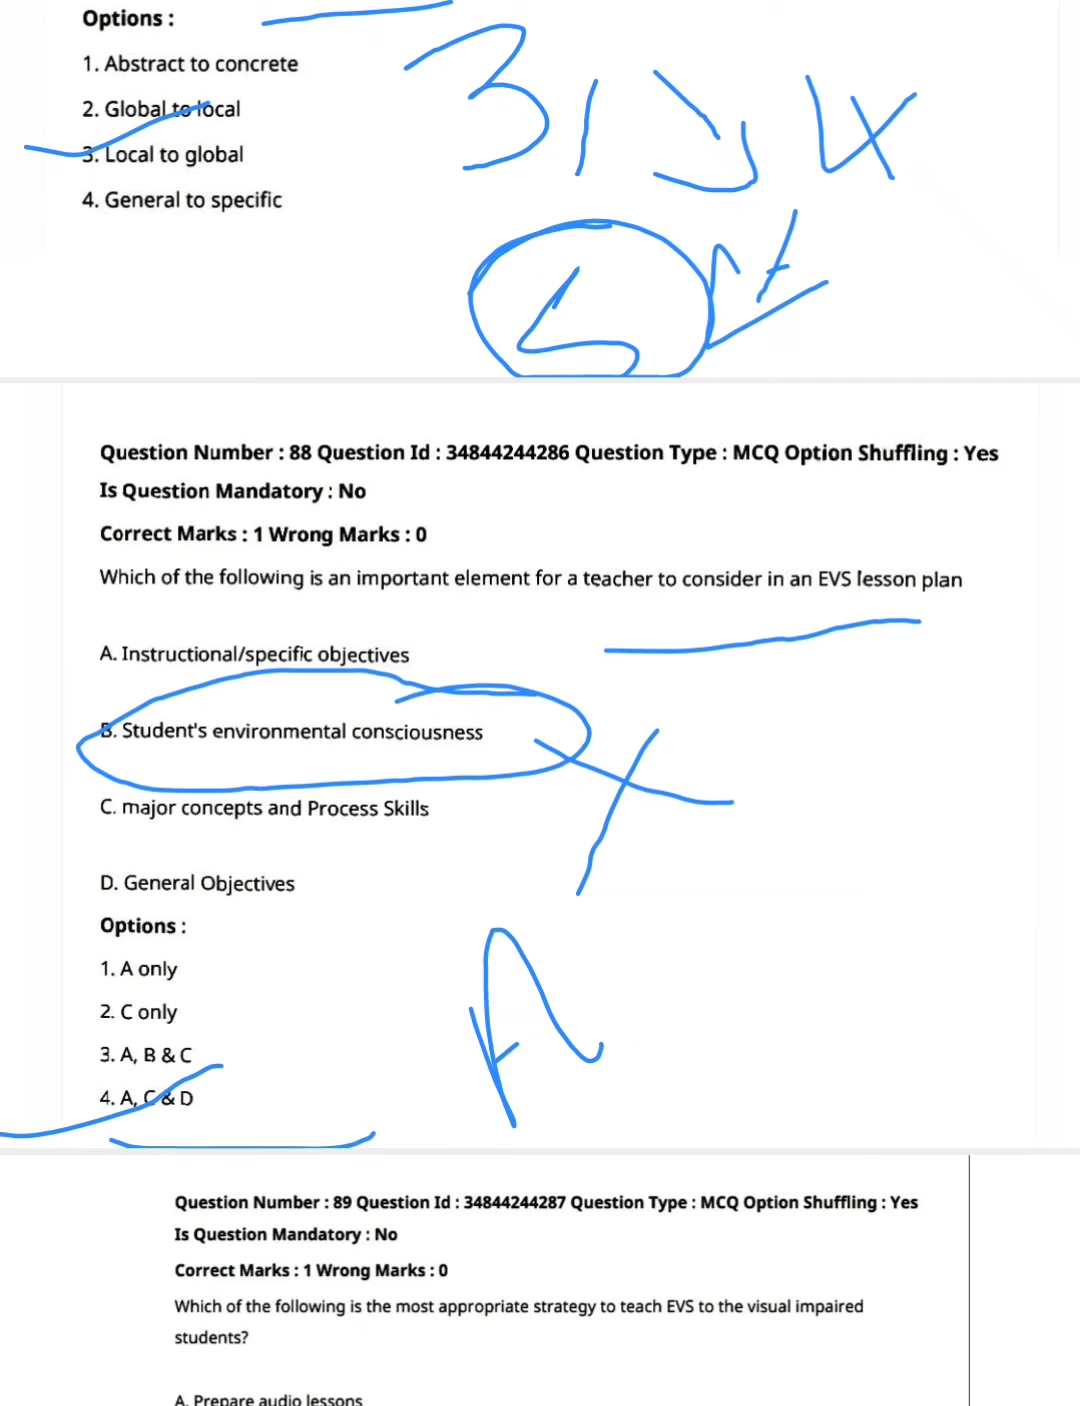 Options :
1. Abstract to concrete
2. Global to local
3. Local to global
4. General to specific
3, 4
5
Question Number : 88 Question Id : 34844244286 Question Type : MCQ Option Shuffling : Yes
Is Question Mandatory : No
Correct Marks : 1 Wrong Marks : 0
Which of the following is an important element for a teacher to consider in an EVS lesson plan
A. Instructional/specific objectives
B. Student's environmental consciousness
C. major concepts and Process Skills
D. General Objectives
Options :
1. A only
2. C only
3. A, B & C
4. A, C & D
Question Number : 89 Question Id : 34844244287 Question Type : MCQ Option Shuffling : Yes
Is Question Mandatory : No
Correct Marks : 1 Wrong Marks : 0
Which of the following is the most appropriate strategy to teach EVS to the visual impaired
students?
A. Prepare audio lessons